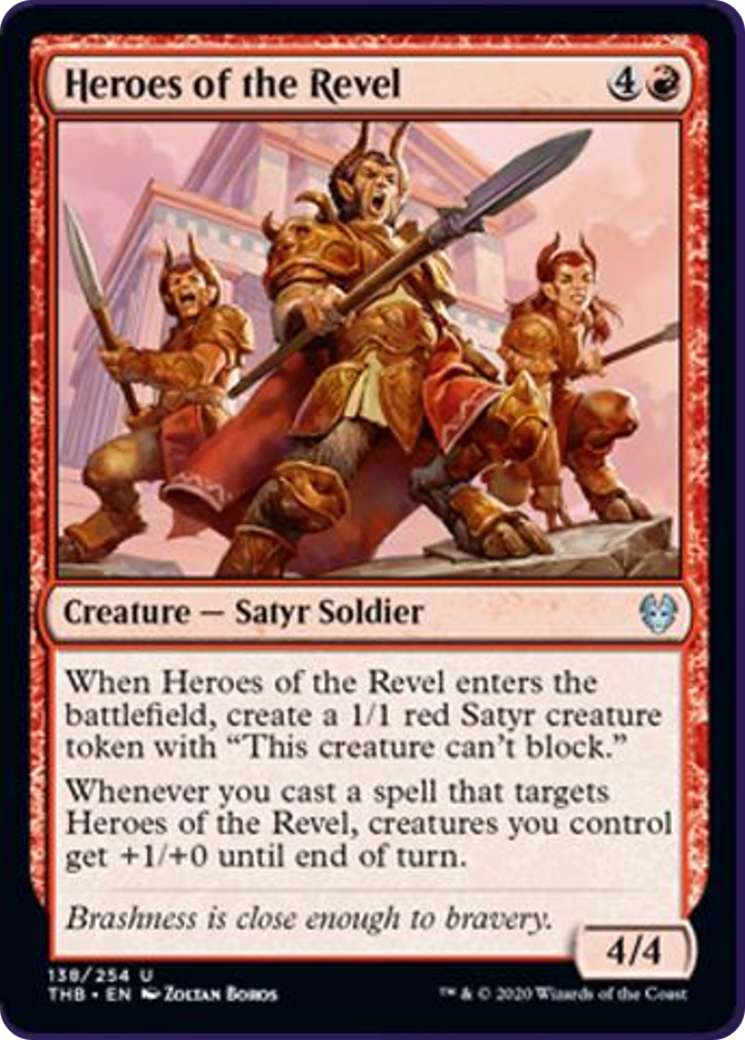 Heroes of the Revel 4
Creature — Satyr Soldier
When Heroes of the Revel enters the
battlefield, create a 1/1 red Satyr creature
token with “This creature can’t block.”
Whenever you cast a spell that targets
Heroes of the Revel, creatures you control
get +1/+0 until end of turn.
Brashness is close enough to bravery.
4/4
138/254 U
THB • EN Zoltan Boros
™ & © 2020 Wizards of the Coast